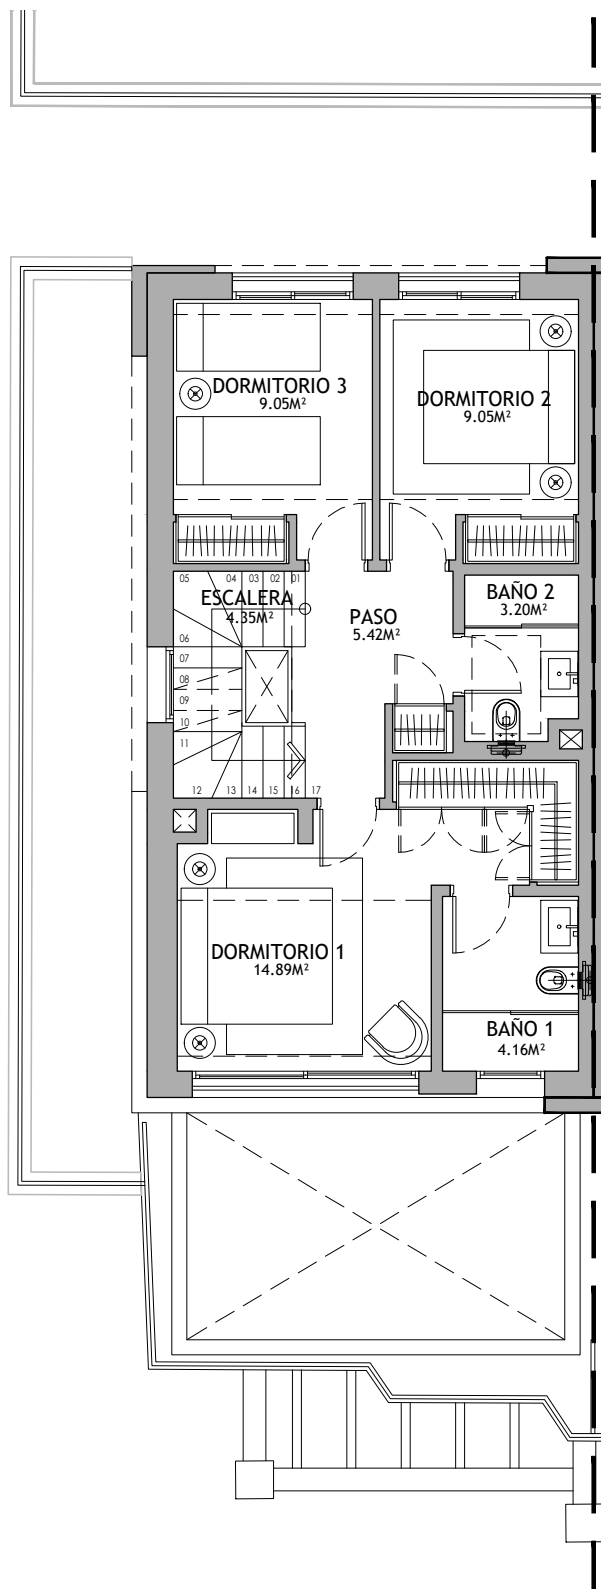 DORMITORIO 3
9.05M²
DORMITORIO 2
9.05M²
05 04 03 02 01
ESCALERA
4.35M²
BAÑO 2
3.20M²
PASO
5.42M²
06
07
08
09
10
11
12 13 14 15 16 17
DORMITORIO 1
14.89M²
BAÑO 1
4.16M²